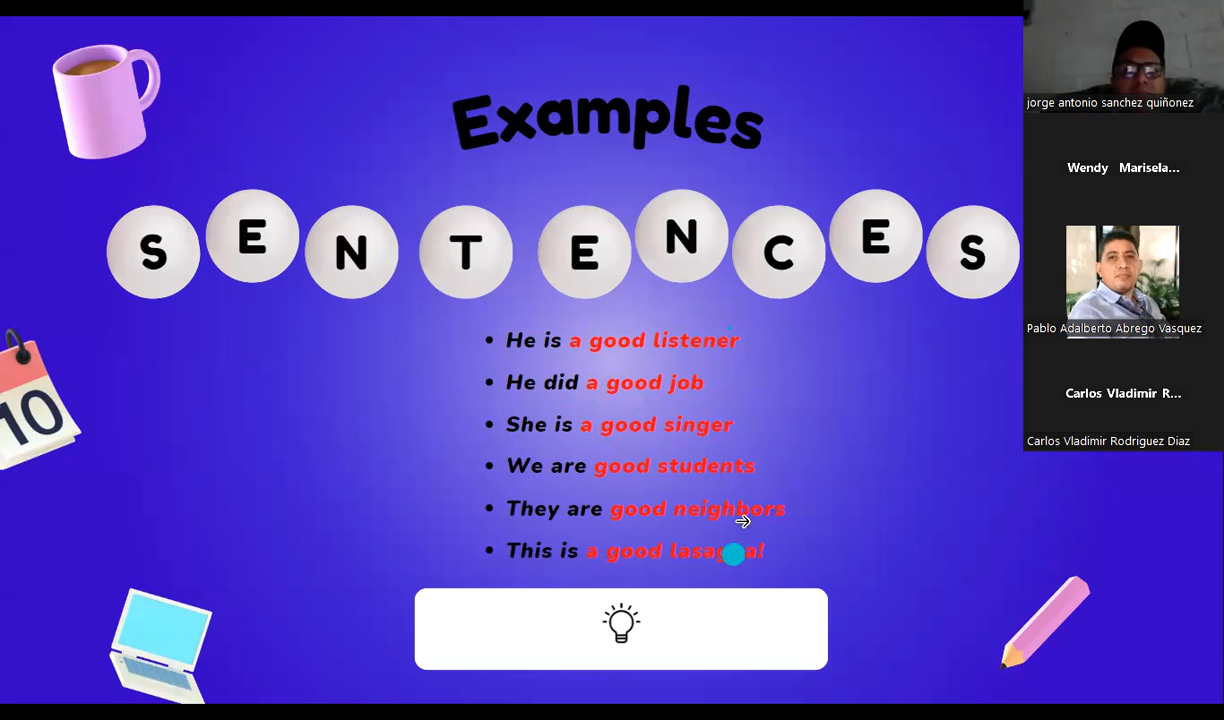 Examples
SENTENCES
He is a good listener
He did a good job
She is a good singer
We are good students
They are good neighbors
This is a good
10
jorge antonio sanchez quiñonez
Wendy Marisela...
Pablo Adalberto Abrego Vasquez
Carlos Vladimir R...
Carlos Vladimir Rodriguez Diaz